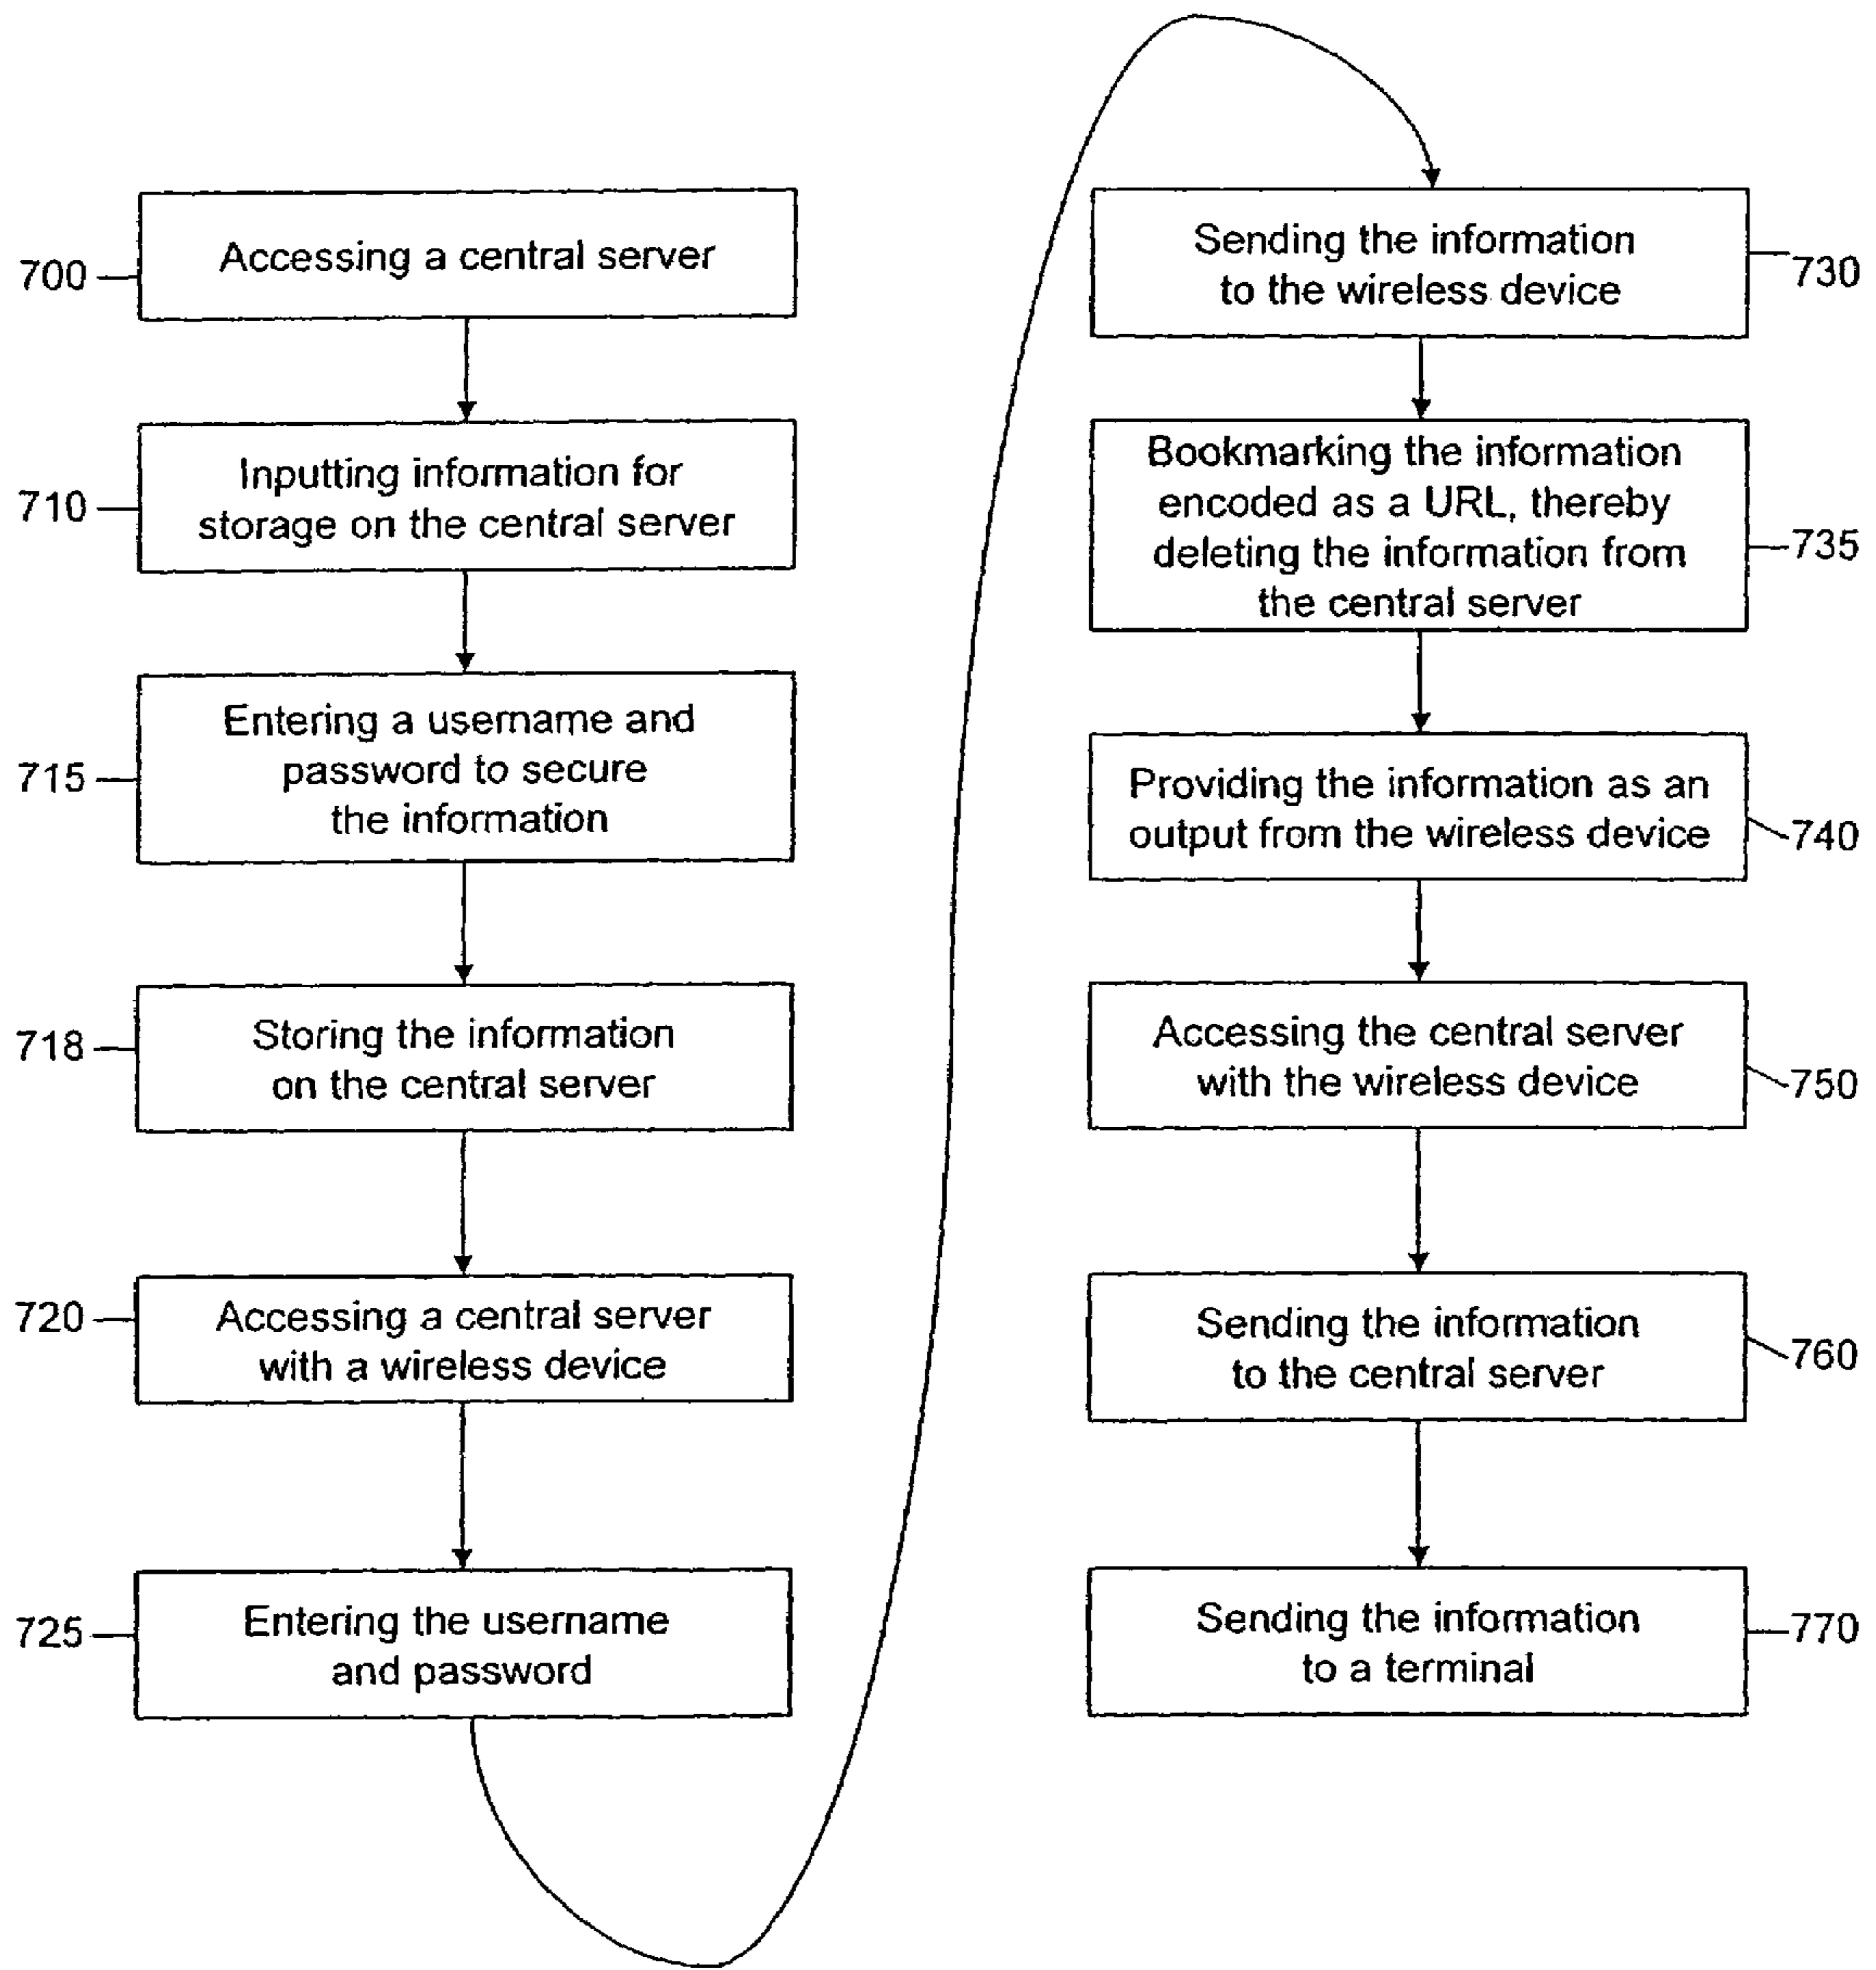 700
Accessing a central server
710
Inputting information for
storage on the central server
715
Entering a username and
password to secure
the information
718
Storing the information
on the central server
720
Accessing a central server
with a wireless device
725
Entering the username
and password
Sending the information
to the wireless device
730
Bookmarking the information
encoded as a URL, thereby
deleting the information from
the central server
735
Providing the information as an
output from the wireless device
740
Accessing the central server
with the wireless device
750
Sending the information
to the central server
760
Sending the information
to a terminal
770